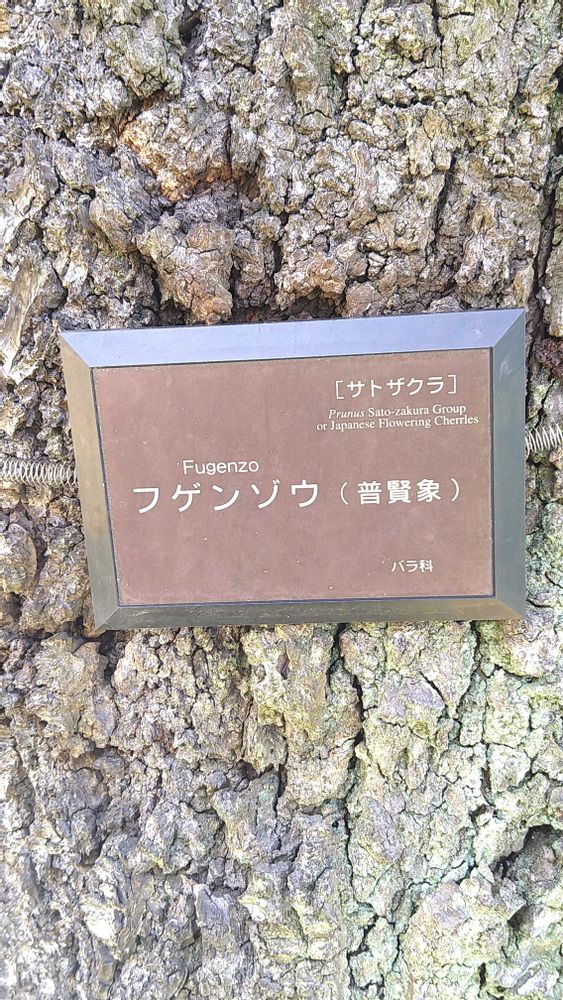 ［サトザクラ］
Prunus Sato-zakura Group
or Japanese Flowering Cherrles
Fugenzo
フゲンゾウ（普賢象）
バラ科